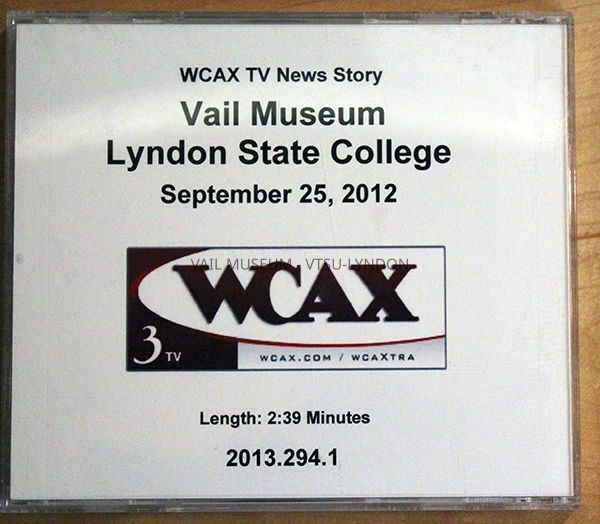 WCAX TV News Story
Vail Museum
Lyndon State College
September 25, 2012
VAIL MUSEUM - VTSU-LYNDON
WCAX
3 TV
WCAX.COM / WCAXTRA
Length: 2:39 Minutes
2013.294.1